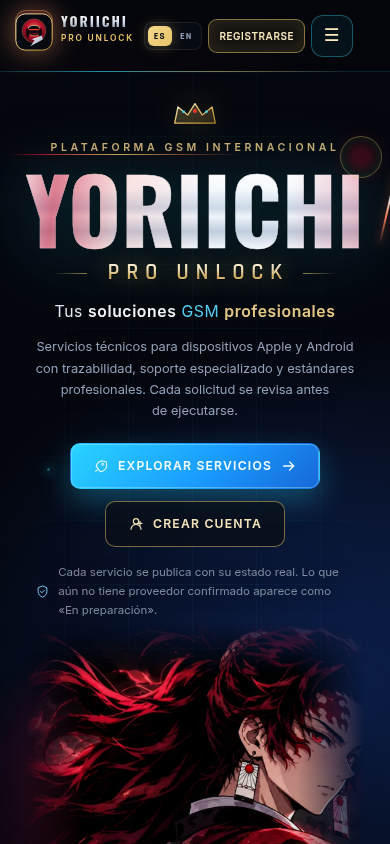 YORIICHI
PRO UNLOCK
ES EN
REGISTRARSE
PLATAFORMA GSM INTERNACIONAL
YORIICHI
PRO UNLOCK
Tus soluciones GSM profesionales
Servicios técnicos para dispositivos Apple y Android
con trazabilidad, soporte especializado y estándares
profesionales. Cada solicitud se revisa antes
de ejecutarse.
EXPLORAR SERVICIOS →
CREAR CUENTA
Cada servicio se publica con su estado real. Lo que
aún no tiene proveedor confirmado aparece como
«En preparación».